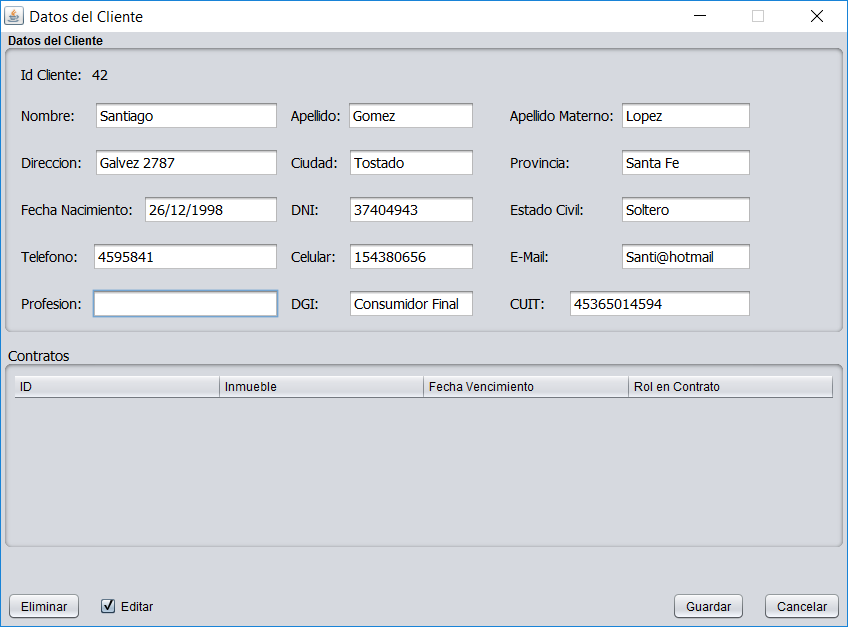 Datos del Cliente
Datos del Cliente
Id Cliente: 42
Nombre: Santiago Apellido: Gomez Apellido Materno: Lopez
Direccion: Galvez 2787 Ciudad: Tostado Provincia: Santa Fe
Fecha Nacimiento: 26/12/1998 DNI: 37404943 Estado Civil: Soltero
Telefono: 4595841 Celular: 154380656 E-Mail: Santi@hotmail
Profesion: DGI: Consumidor Final CUIT: 45365014594
Contratos
ID Inmueble Fecha Vencimiento Rol en Contrato
Eliminar Editar Guardar Cancelar